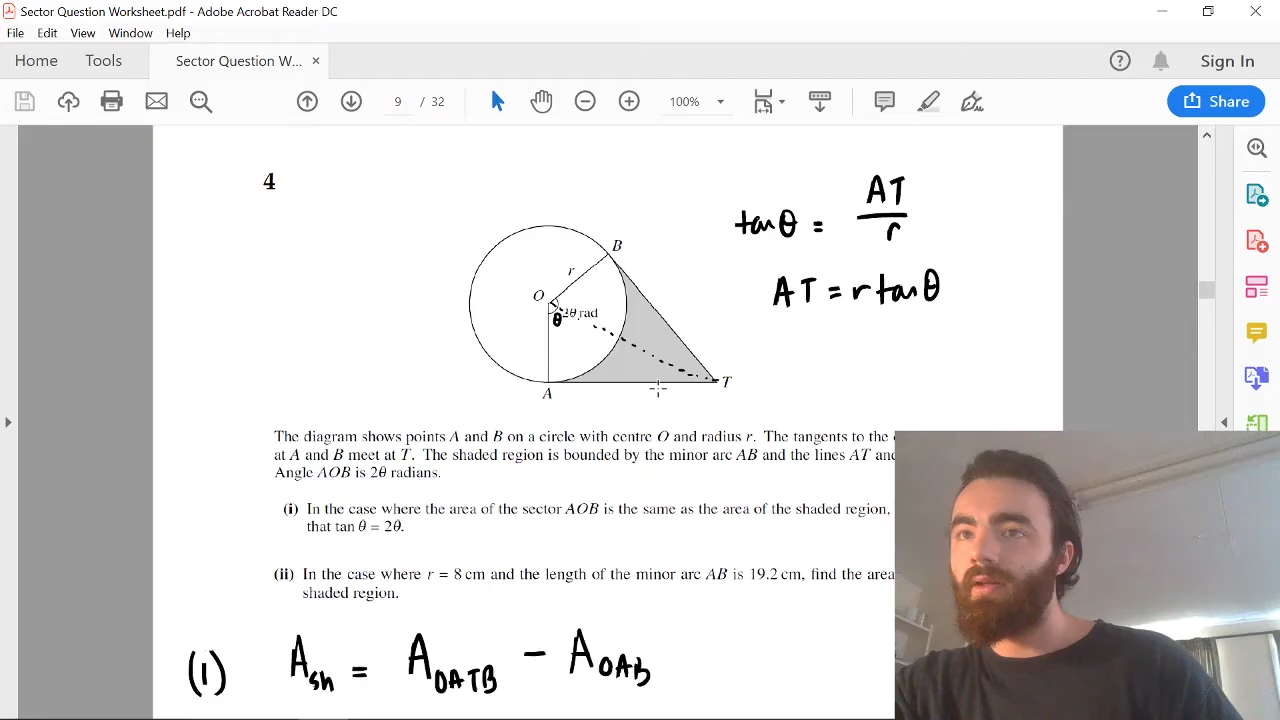 Sector Question Worksheet.pdf - Adobe Acrobat Reader DC
File Edit View Window Help
Home Tools Sector Question W... × Sign In
9 / 32 100% Share
4
tanθ = AT/r
AT = r tanθ
B
r
O
θ 2θ rad
A
T
The diagram shows points A and B on a circle with centre O and radius r. The tangents to the
at A and B meet at T. The shaded region is bounded by the minor arc AB and the lines AT and
Angle AOB is 2θ radians.
(i) In the case where the area of the sector AOB is the same as the area of the shaded region,
that tan θ = 2θ.
(ii) In the case where r = 8 cm and the length of the minor arc AB is 19.2 cm, find the area
shaded region.
(1) Ash = AOATB − AOAB